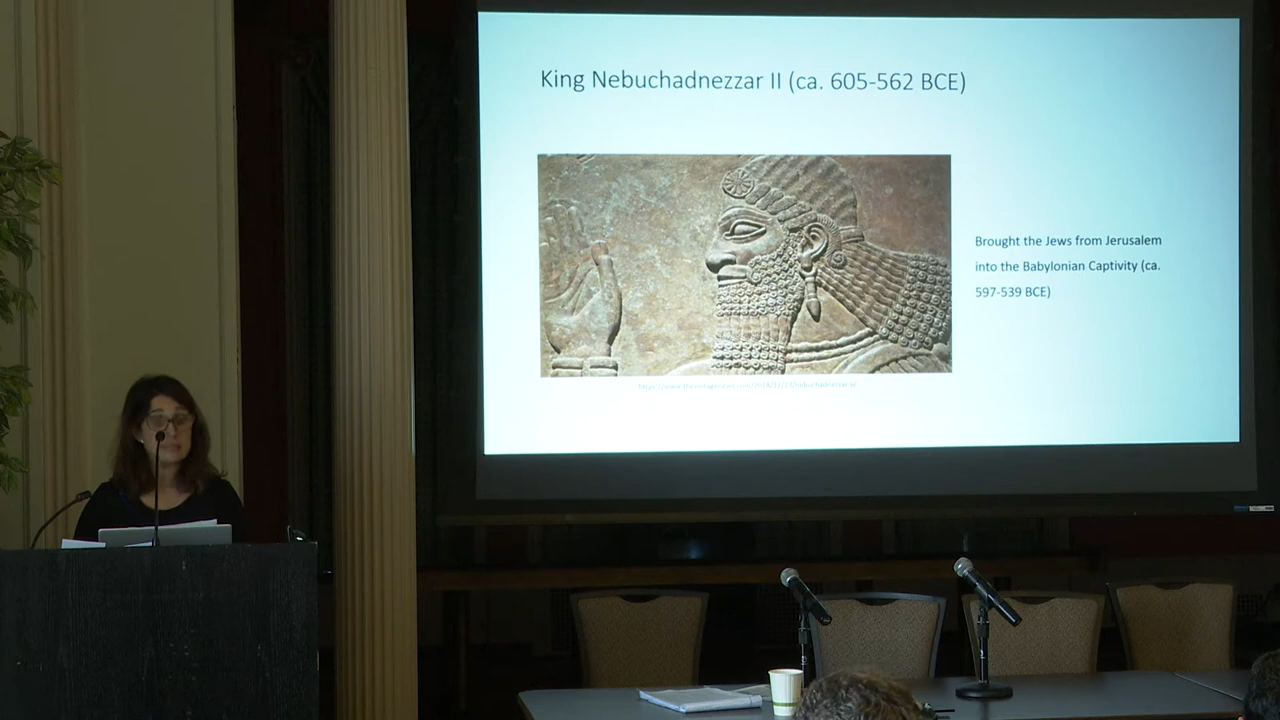 King Nebuchadnezzar II (ca. 605-562 BCE)
Brought the Jews from Jerusalem
into the Babylonian Captivity (ca.
597-539 BCE)